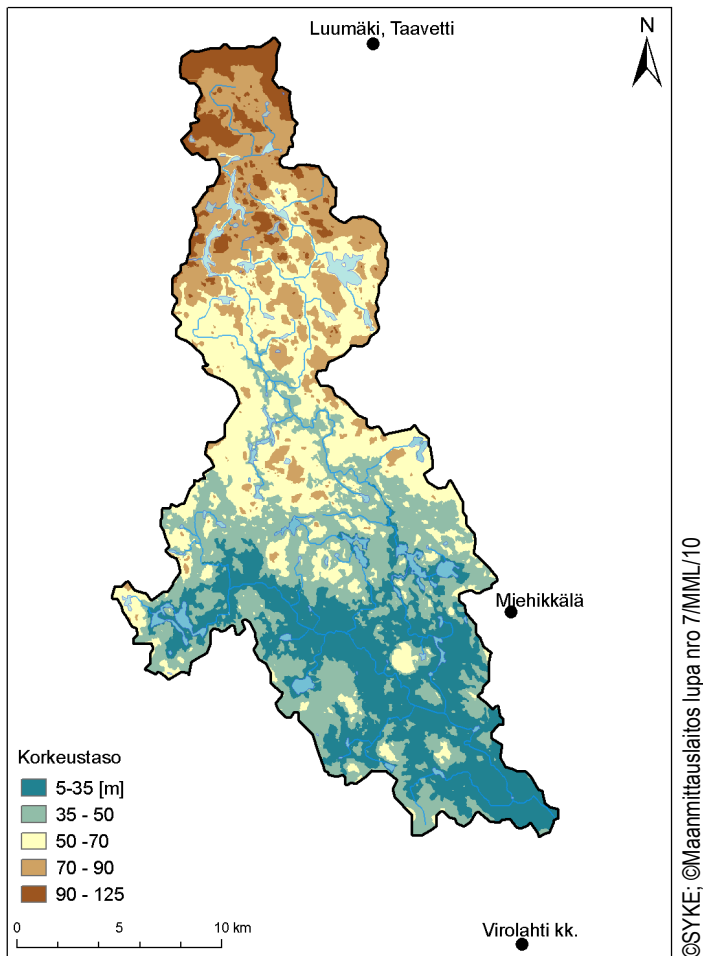 Luumäki, Taavetti
N
Miehikkälä
Korkeustaso
5-35 [m]
35 - 50
50 -70
70 - 90
90 - 125
0 5 10 km
Virolahti kk.
©SYKE; ©Maanmittauslaitos lupa nro 7/MML/10